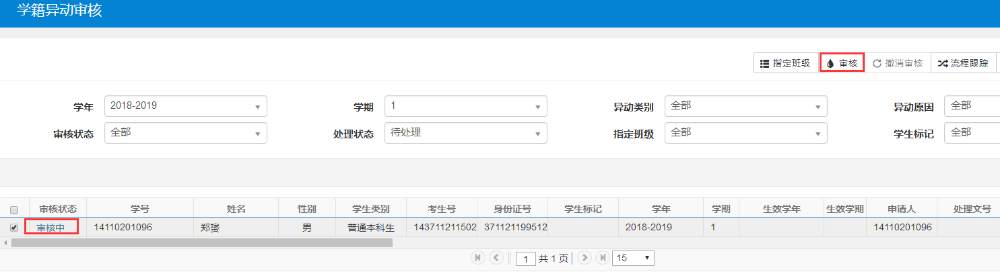 学籍异动审核
指定班级 审核 撤消审核 流程跟踪
学年 2018-2019 学期 1 异动类别 全部 异动原因 全部
审核状态 全部 处理状态 待处理 指定班级 全部 学生标记 全部
审核状态 学号 姓名 性别 学生类别 考生号 身份证号 学生标记 学年 学期 生效学年 生效学期 申请人 处理文号
审核中 14110201096 郑赟 男 普通本科生 143711211502 371121199512 2018-2019 1 14110201096
1 共 1 页 15